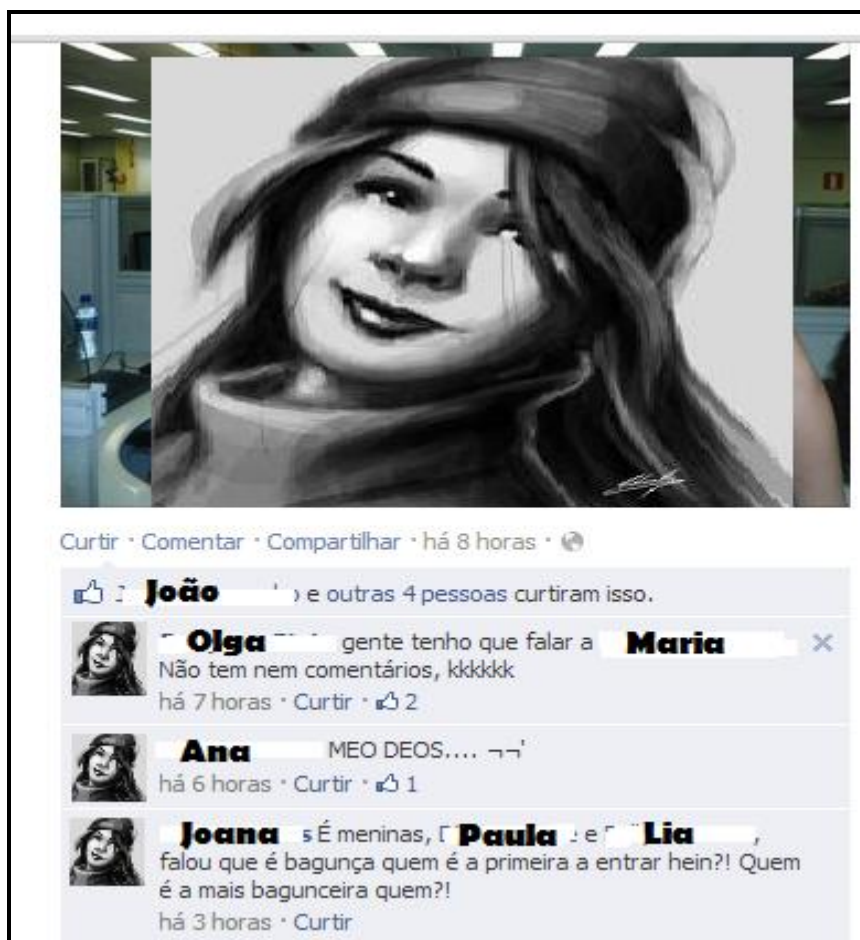 Curtir · Comentar · Compartilhar · há 8 horas ·
João e outras 4 pessoas curtiram isso.
Olga gente tenho que falar a Maria
Não tem nem comentários, kkkkkk
há 7 horas · Curtir · 2
Ana MEO DEOS.... ¬¬'
há 6 horas · Curtir · 1
Joana É meninas, Paula e Lia ,
falou que é bagunça quem é a primeira a entrar hein?! Quem
é a mais bagunceira quem?!
há 3 horas · Curtir